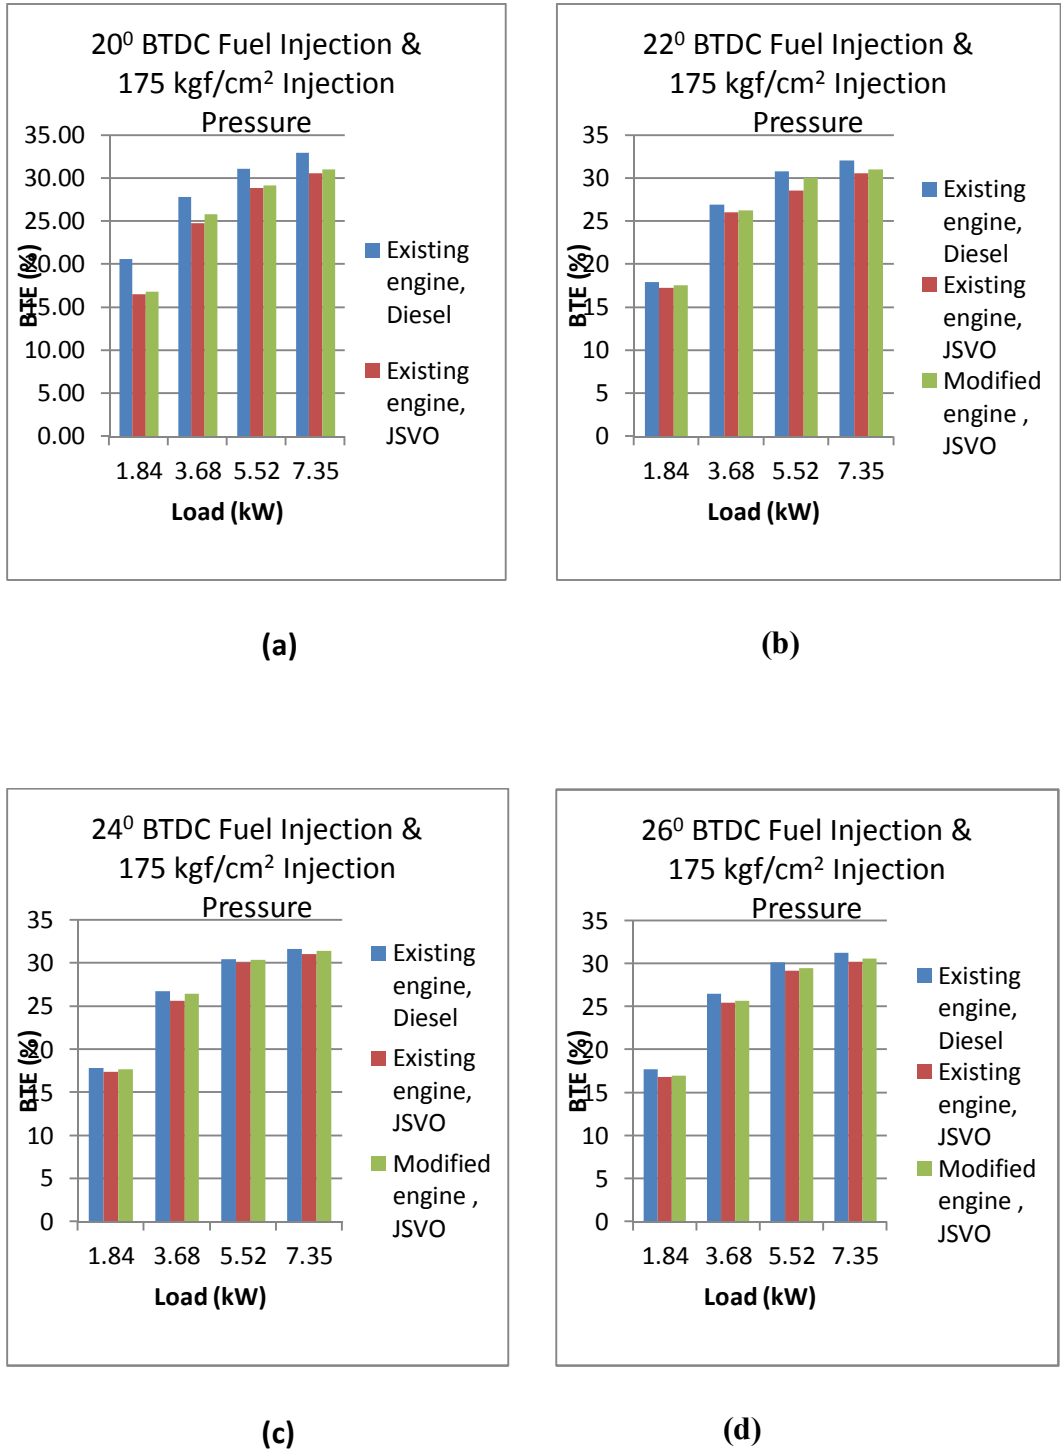 20⁰ BTDC Fuel Injection &
175 kgf/cm² Injection
Pressure
35.00
30.00
25.00
20.00
15.00
10.00
5.00
0.00
BTE (%)
1.84 3.68 5.52 7.35
Load (kW)
Existing
engine,
Diesel
Existing
engine,
JSVO
(a)
22⁰ BTDC Fuel Injection &
175 kgf/cm² Injection
Pressure
35
30
25
20
15
10
5
0
BTE (%)
1.84 3.68 5.52 7.35
Load (kW)
Existing
engine,
Diesel
Existing
engine,
JSVO
Modified
engine ,
JSVO
(b)
24⁰ BTDC Fuel Injection &
175 kgf/cm² Injection
Pressure
35
30
25
20
15
10
5
0
BTE (%)
1.84 3.68 5.52 7.35
Load (kW)
Existing
engine,
Diesel
Existing
engine,
JSVO
Modified
engine ,
JSVO
(c)
26⁰ BTDC Fuel Injection &
175 kgf/cm² Injection
Pressure
35
30
25
20
15
10
5
0
BTE (%)
1.84 3.68 5.52 7.35
Load (kW)
Existing
engine,
Diesel
Existing
engine,
JSVO
Modified
engine ,
JSVO
(d)